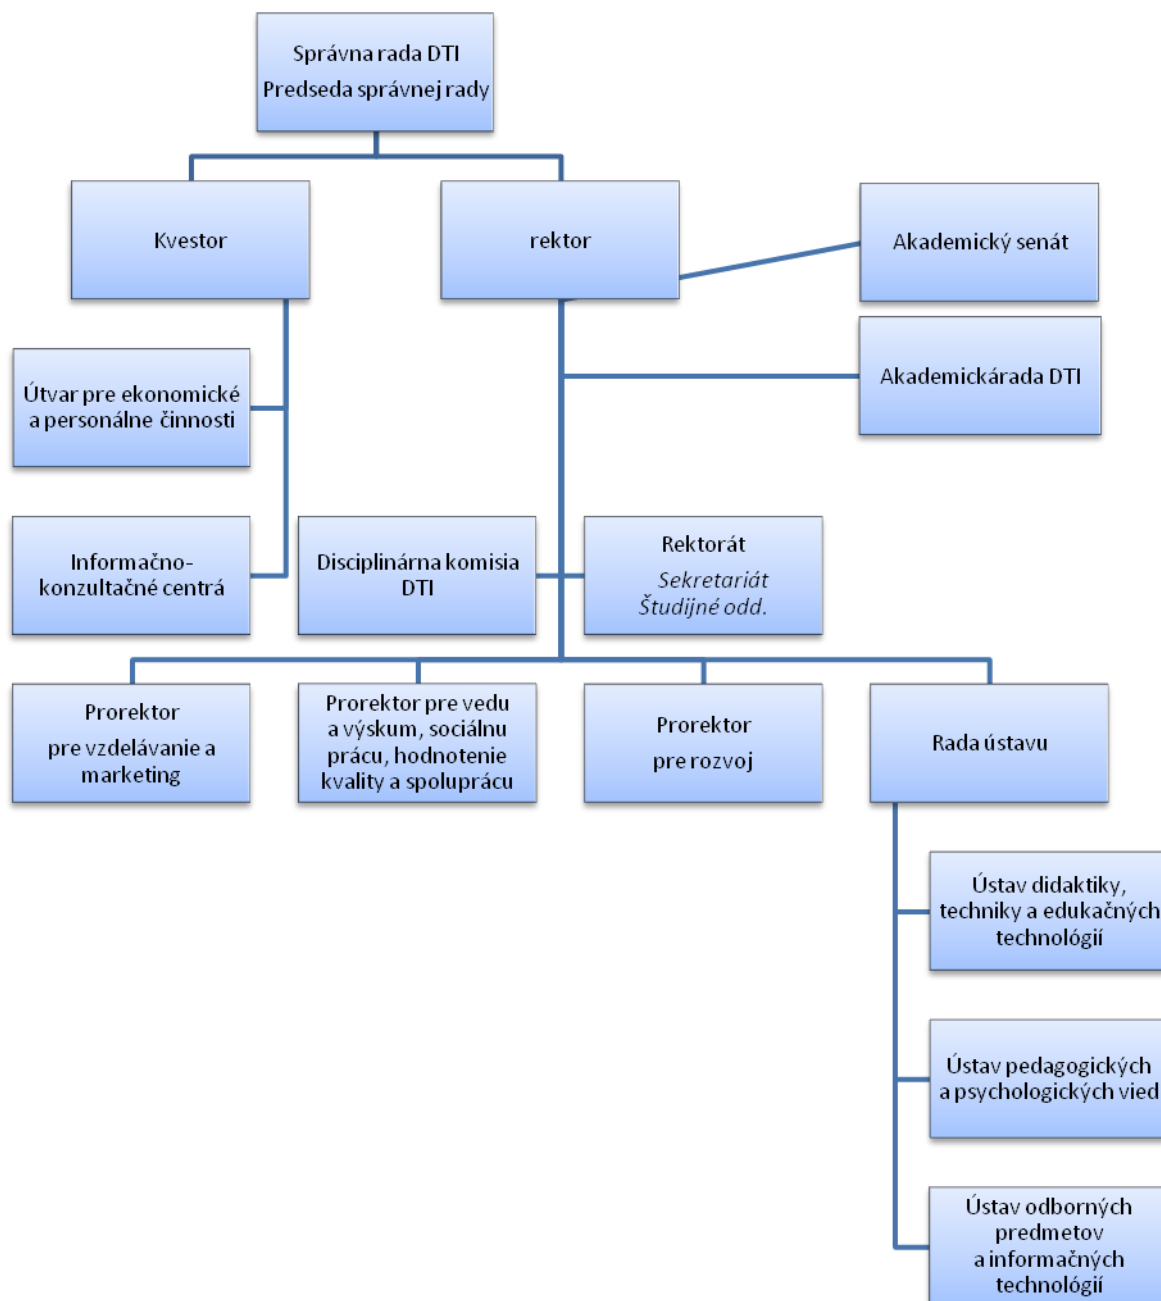 Správna rada DTI
Predseda správnej rady
Kvestor
rektor
Akademický senát
Akademickárada DTI
Útvar pre ekonomické
a personálne činnosti
Informačno-
konzultačné centrá
Disciplinárna komisia
DTI
Rektorát
Sekretariát
Študijné odd.
Prorektor
pre vzdelávanie a
marketing
Prorektor pre vedu
a výskum, sociálnu
prácu, hodnotenie
kvality a spoluprácu
Prorektor
pre rozvoj
Rada ústavu
Ústav didaktiky,
techniky a edukačných
technológií
Ústav pedagogických
a psychologických vied
Ústav odborných
predmetov
a informačných
technológií